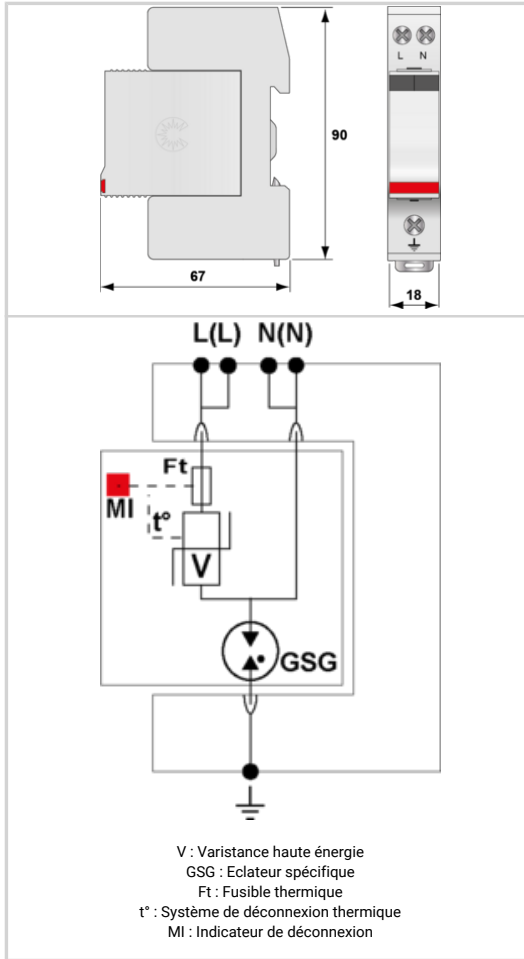 L N
90
67
18
L(L) N(N)
Ft
MI
t°
V
GSG
V : Varistance haute énergie
GSG : Eclateur spécifique
Ft : Fusible thermique
t° : Système de déconnexion thermique
MI : Indicateur de déconnexion